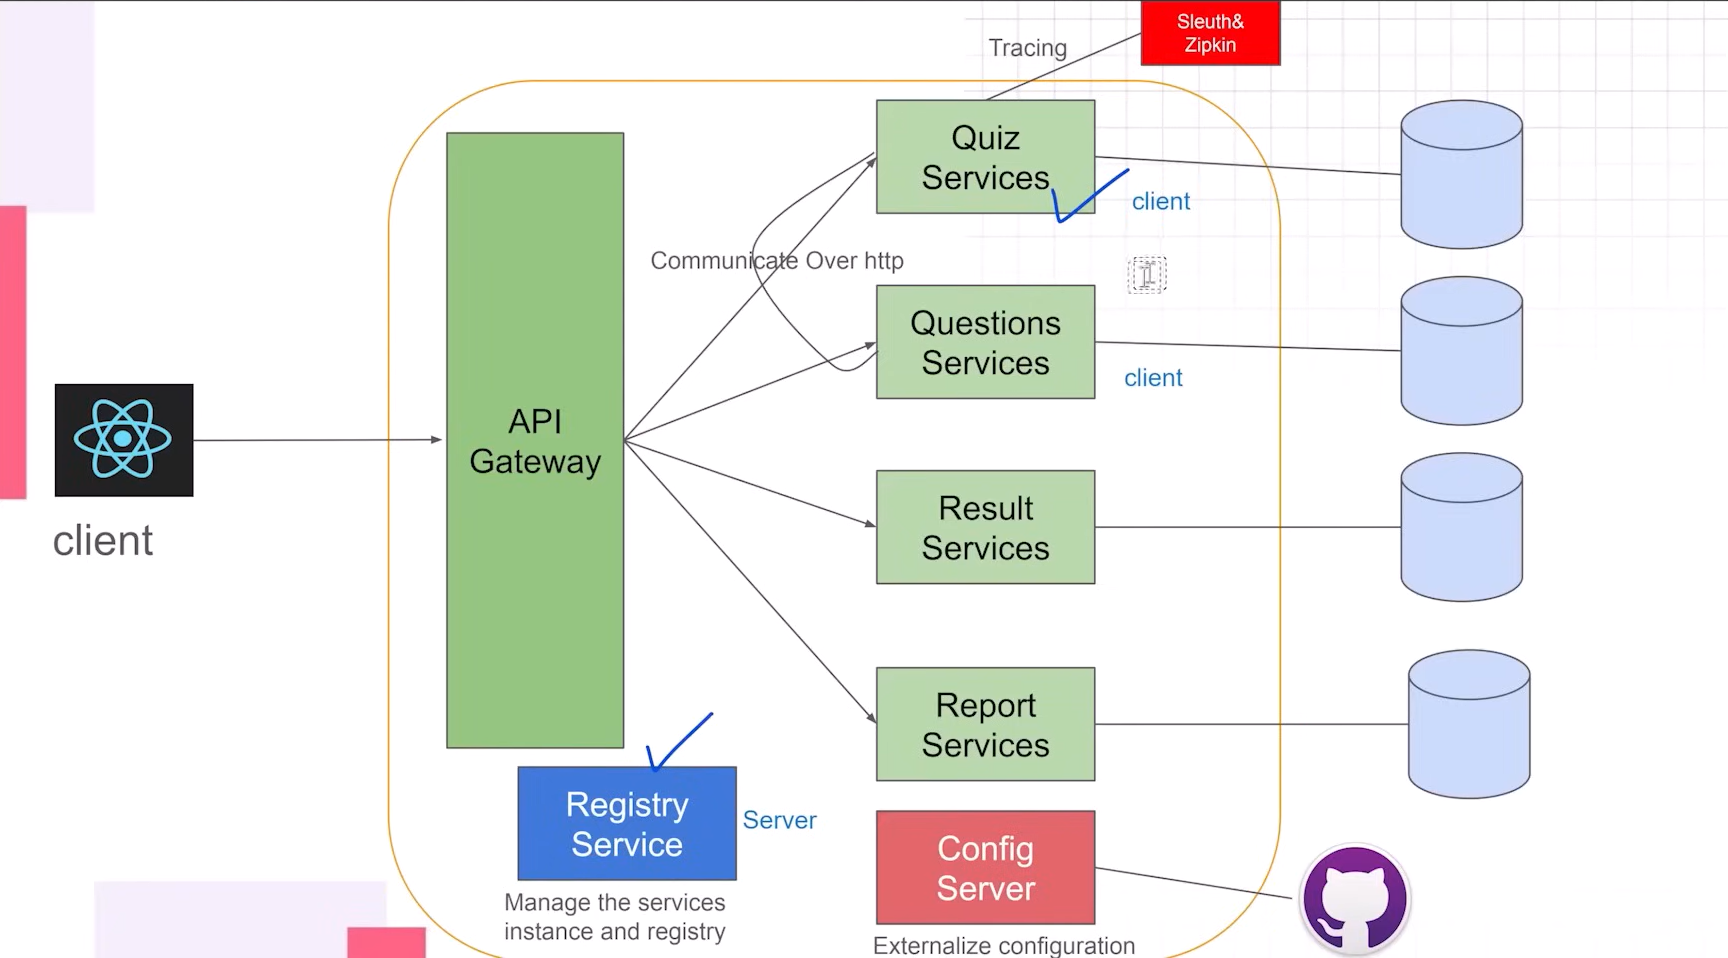 Sleuth&
Zipkin
Tracing
Quiz
Services
client
Communicate Over http
Questions
Services
client
API
Gateway
client
Result
Services
Report
Services
Registry
Service
Server
Config
Server
Manage the services
instance and registry
Externalize configuration